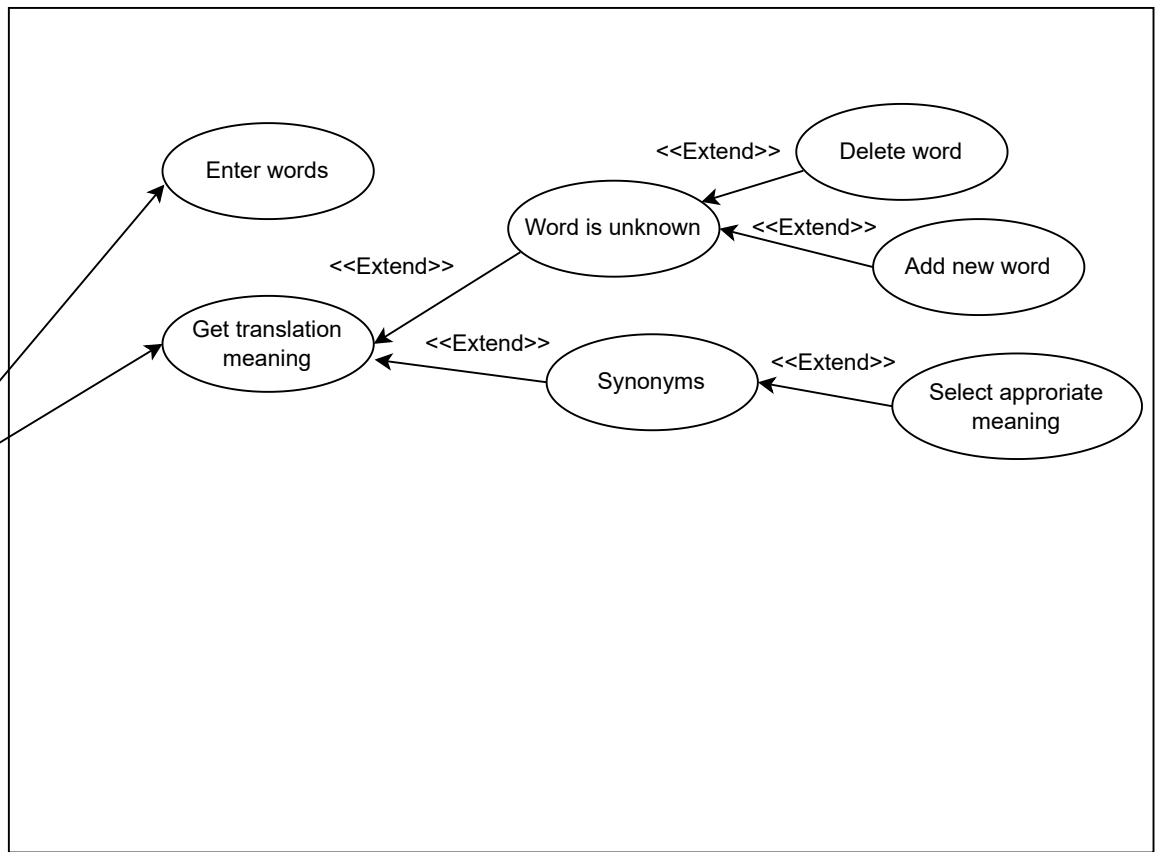 <<Extend>>
Delete word
Enter words
Word is unknown
<<Extend>>
<<Extend>>
Add new word
Get translation
meaning
<<Extend>>
Synonyms
<<Extend>>
Select approriate
meaning